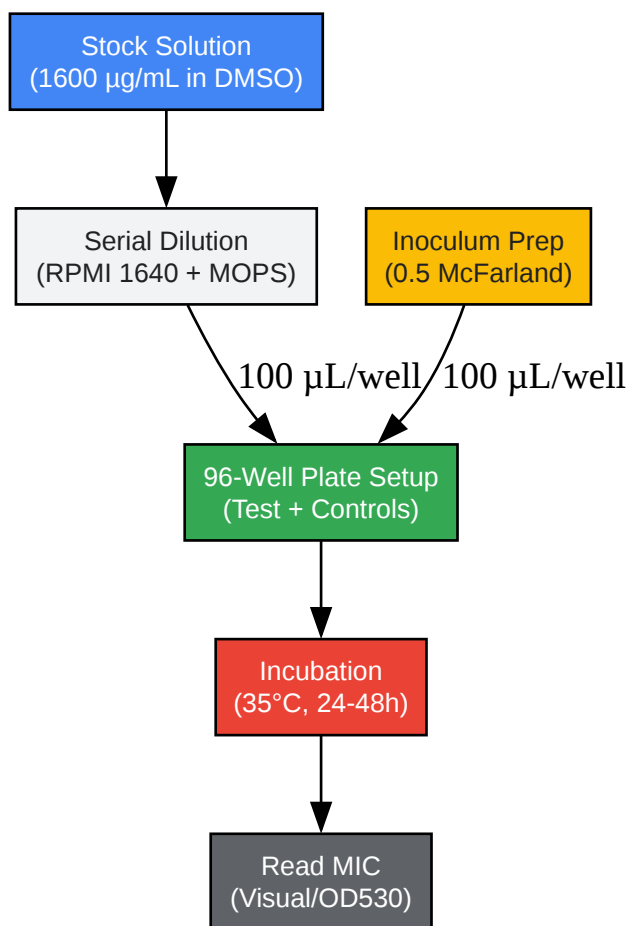 Stock Solution
(1600 µg/mL in DMSO)
Serial Dilution
(RPMI 1640 + MOPS)
Inoculum Prep
(0.5 McFarland)
100 µL/well
100 µL/well
96-Well Plate Setup
(Test + Controls)
Incubation
(35°C, 24-48h)
Read MIC
(Visual/OD530)